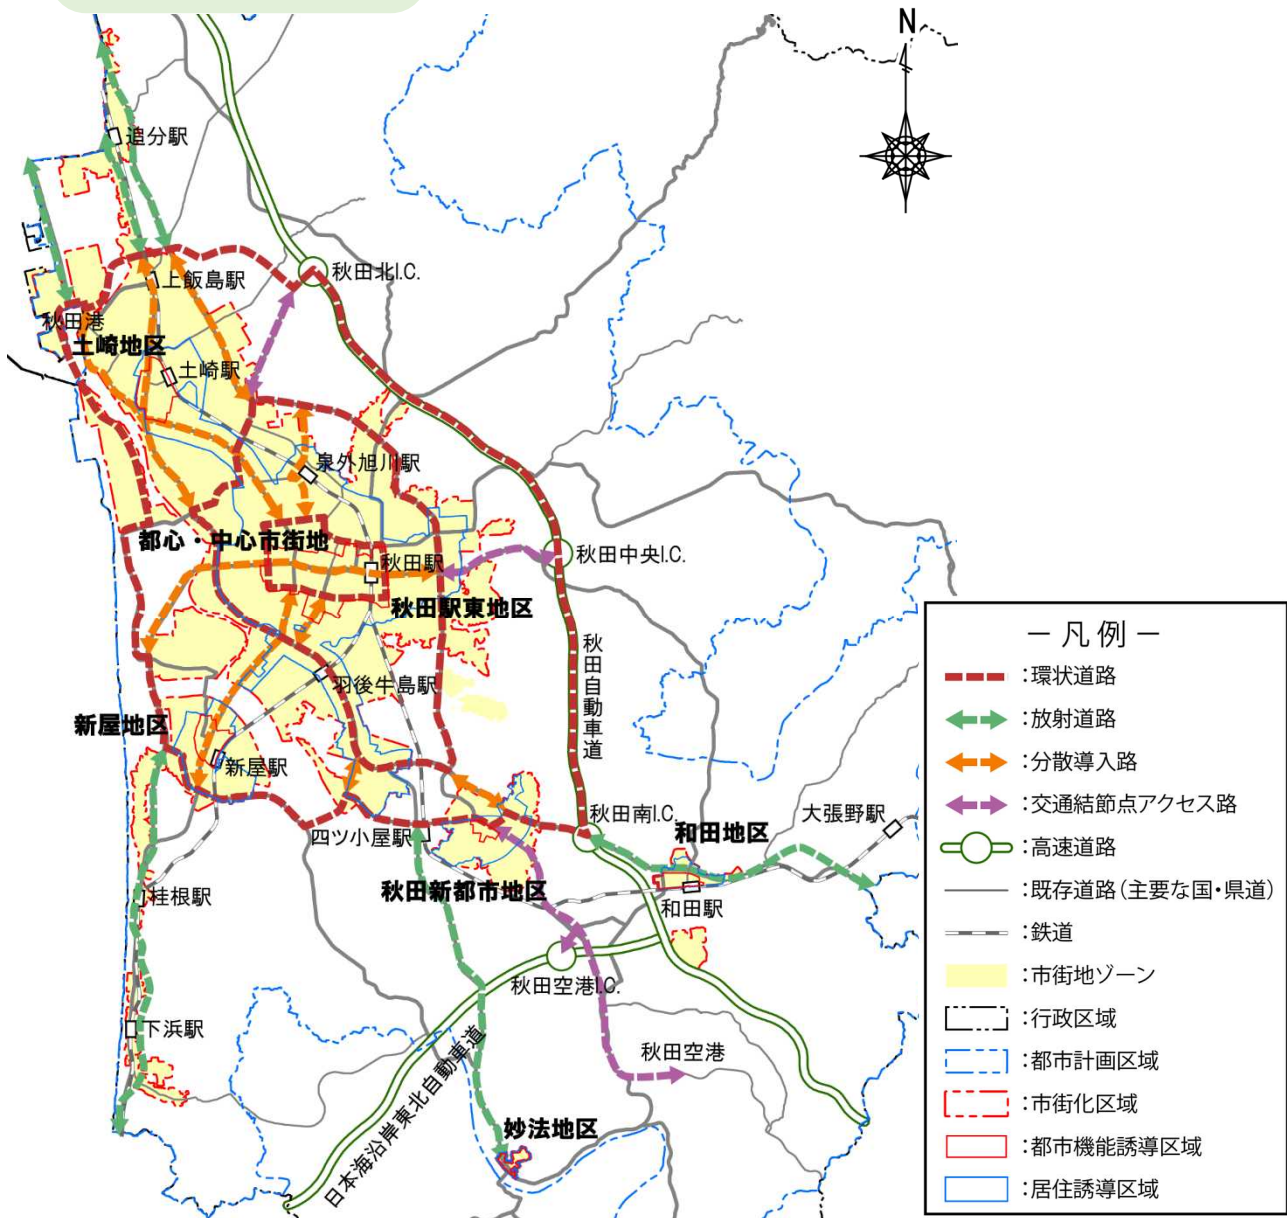 N
追分駅
秋田北I.C.
上飯島駅
秋田港
土崎地区
土崎駅
泉外旭川駅
都心・中心市街地
秋田駅
秋田中央I.C.
秋田駅東地区
秋田自動車道
羽後牛島駅
新屋地区
新屋駅
秋田南I.C.
四ツ小屋駅
和田地区
大張野駅
秋田新都市地区
桂根駅
和田駅
秋田空港I.C.
下浜駅
秋田空港
日本海沿岸東北自動車道
妙法地区
－凡例－
:環状道路
:放射道路
:分散導入路
:交通結節点アクセス路
:高速道路
:既存道路(主要な国・県道)
:鉄道
:市街地ゾーン
:行政区域
:都市計画区域
:市街化区域
:都市機能誘導区域
:居住誘導区域